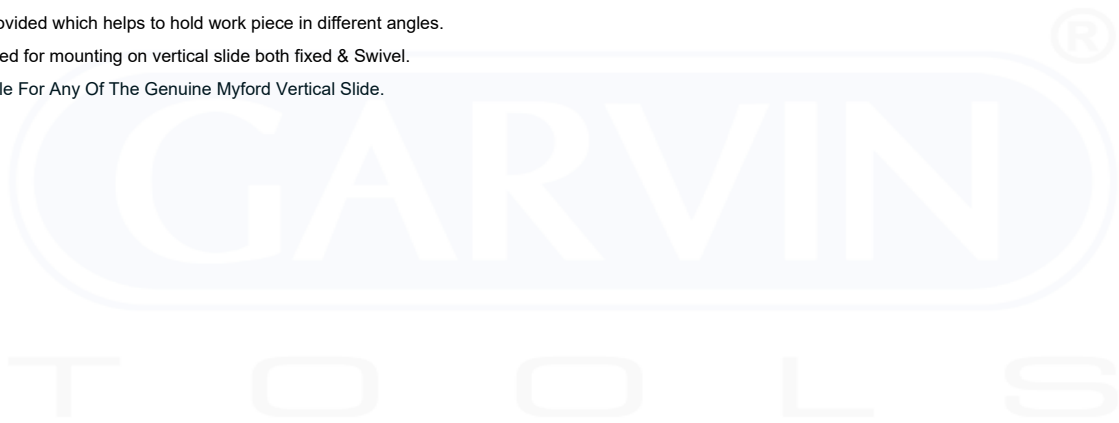 ovided which helps to hold work piece in different angles.
ed for mounting on vertical slide both fixed & Swivel.
le For Any Of The Genuine Myford Vertical Slide.
®
GARVIN
TOOLS